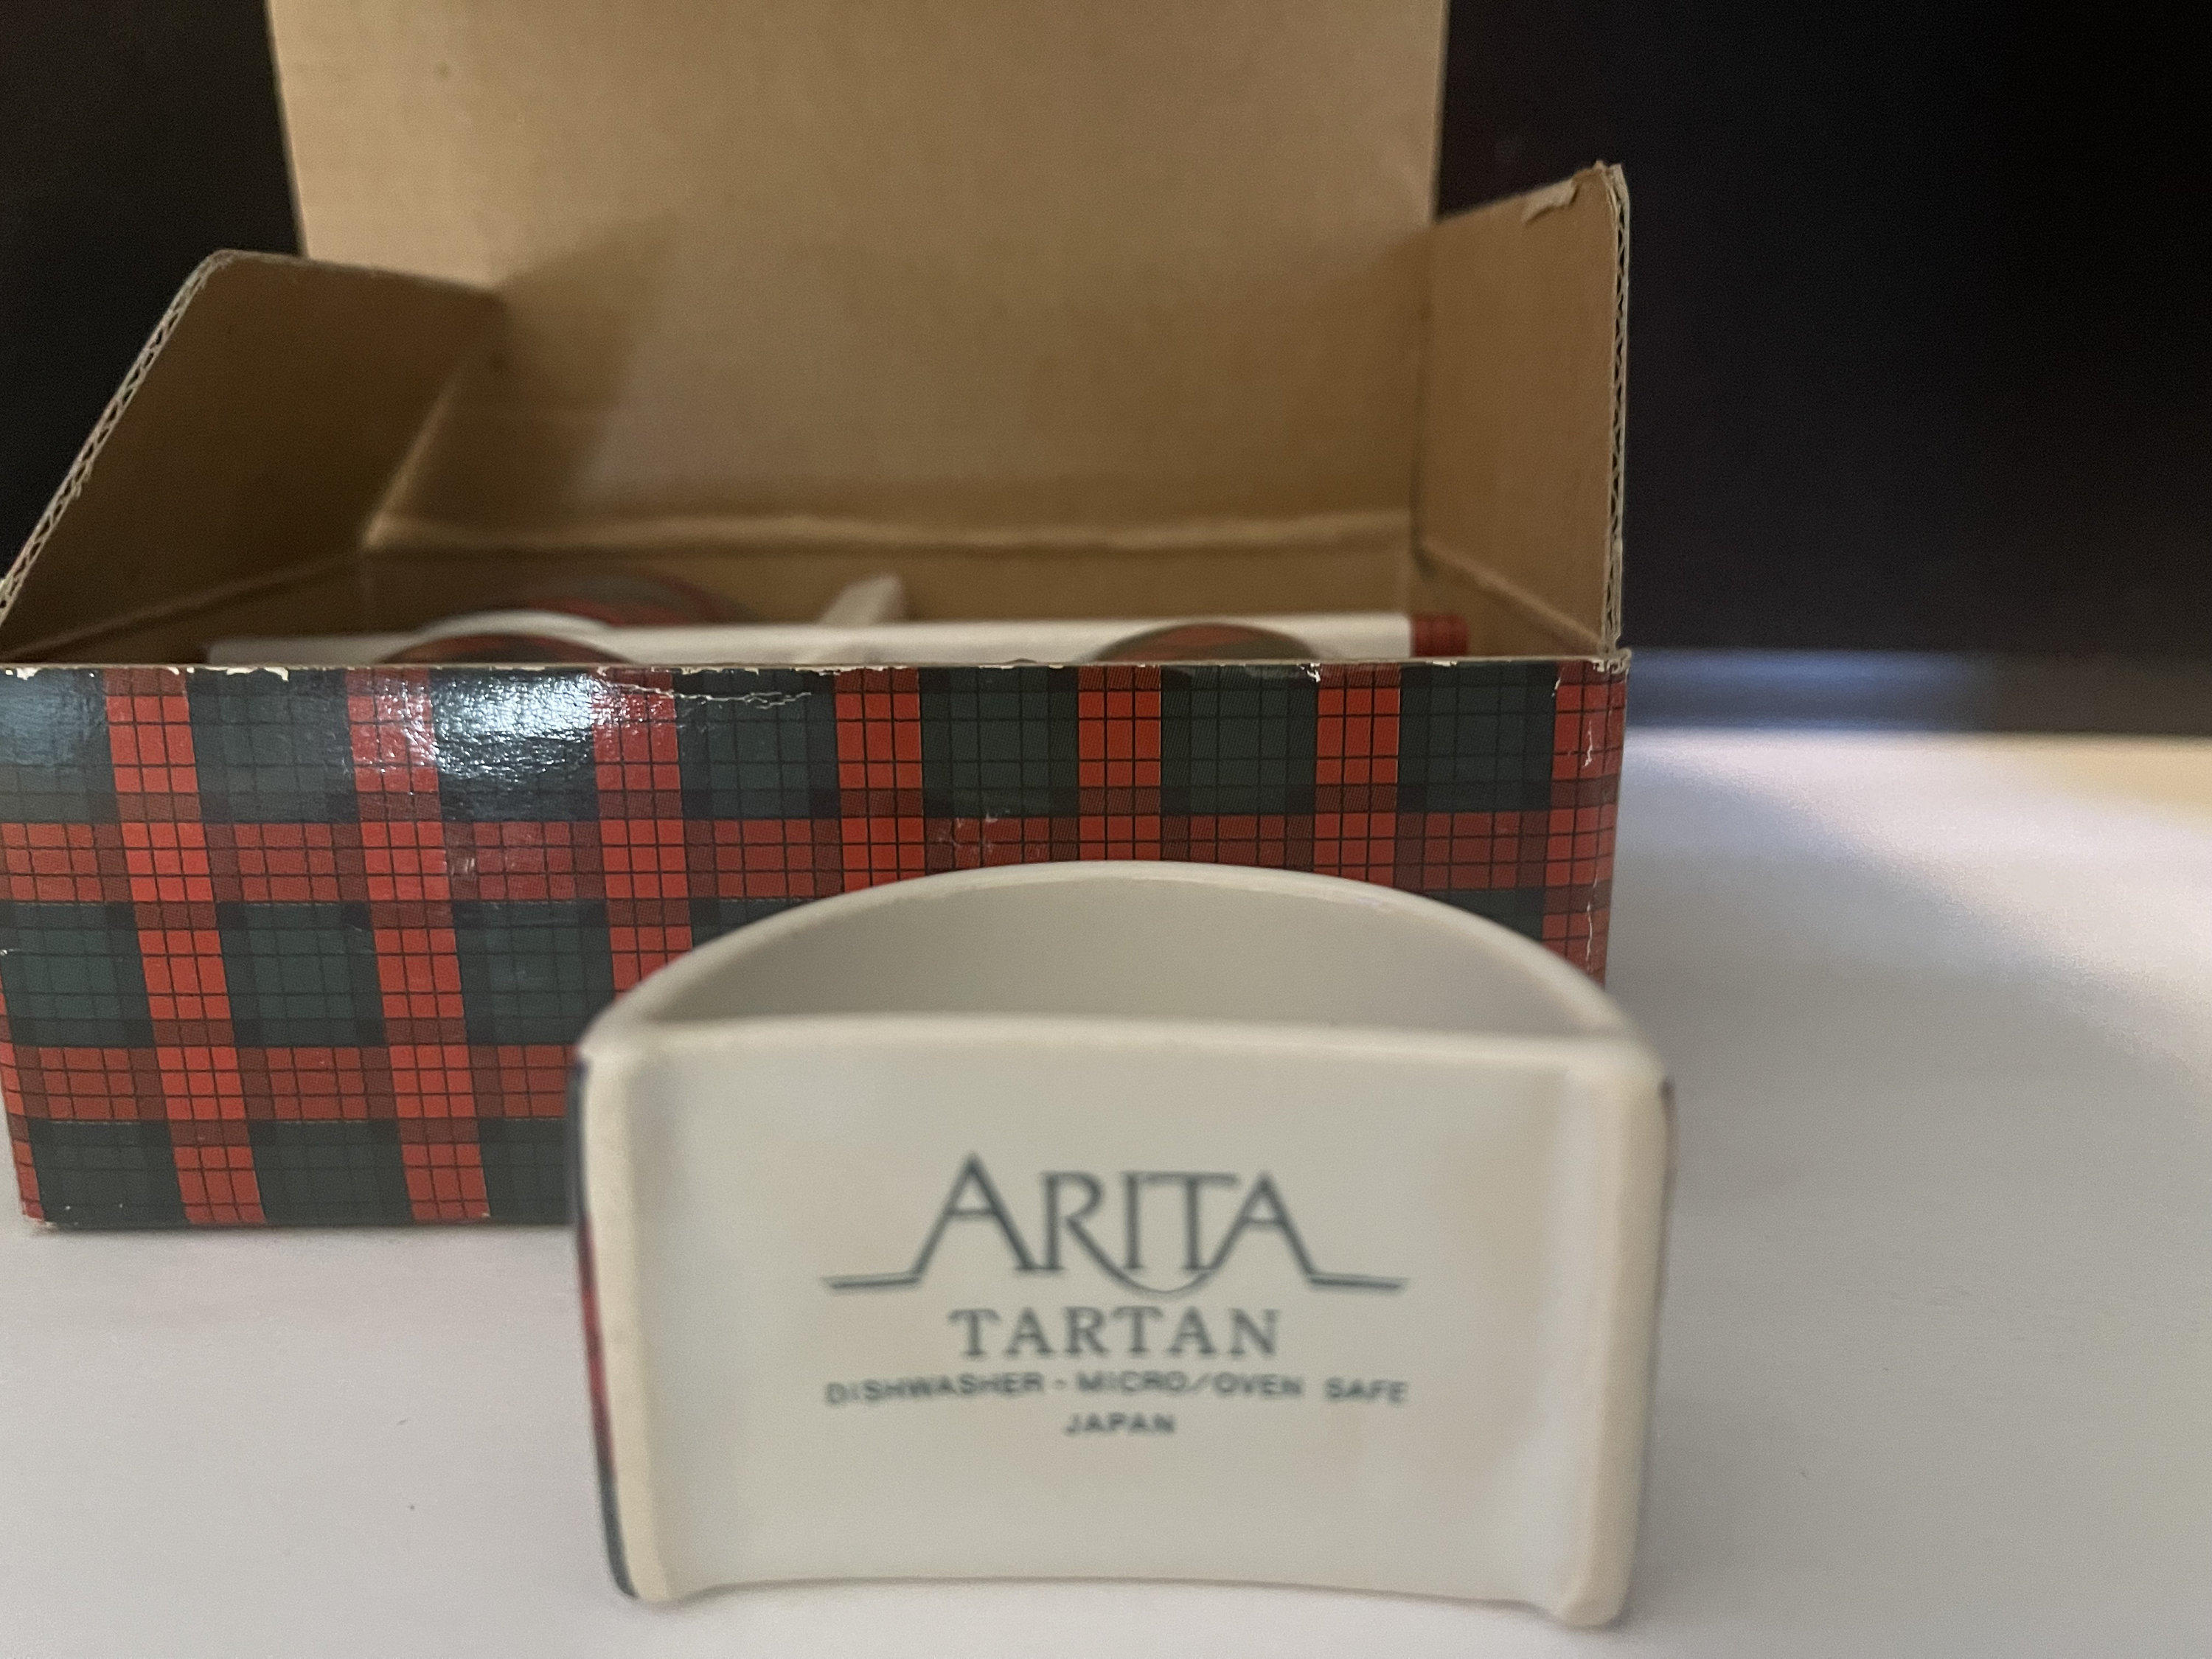 ARITA
TARTAN
DISHWASHER - MICRO/OVEN SAFE
JAPAN